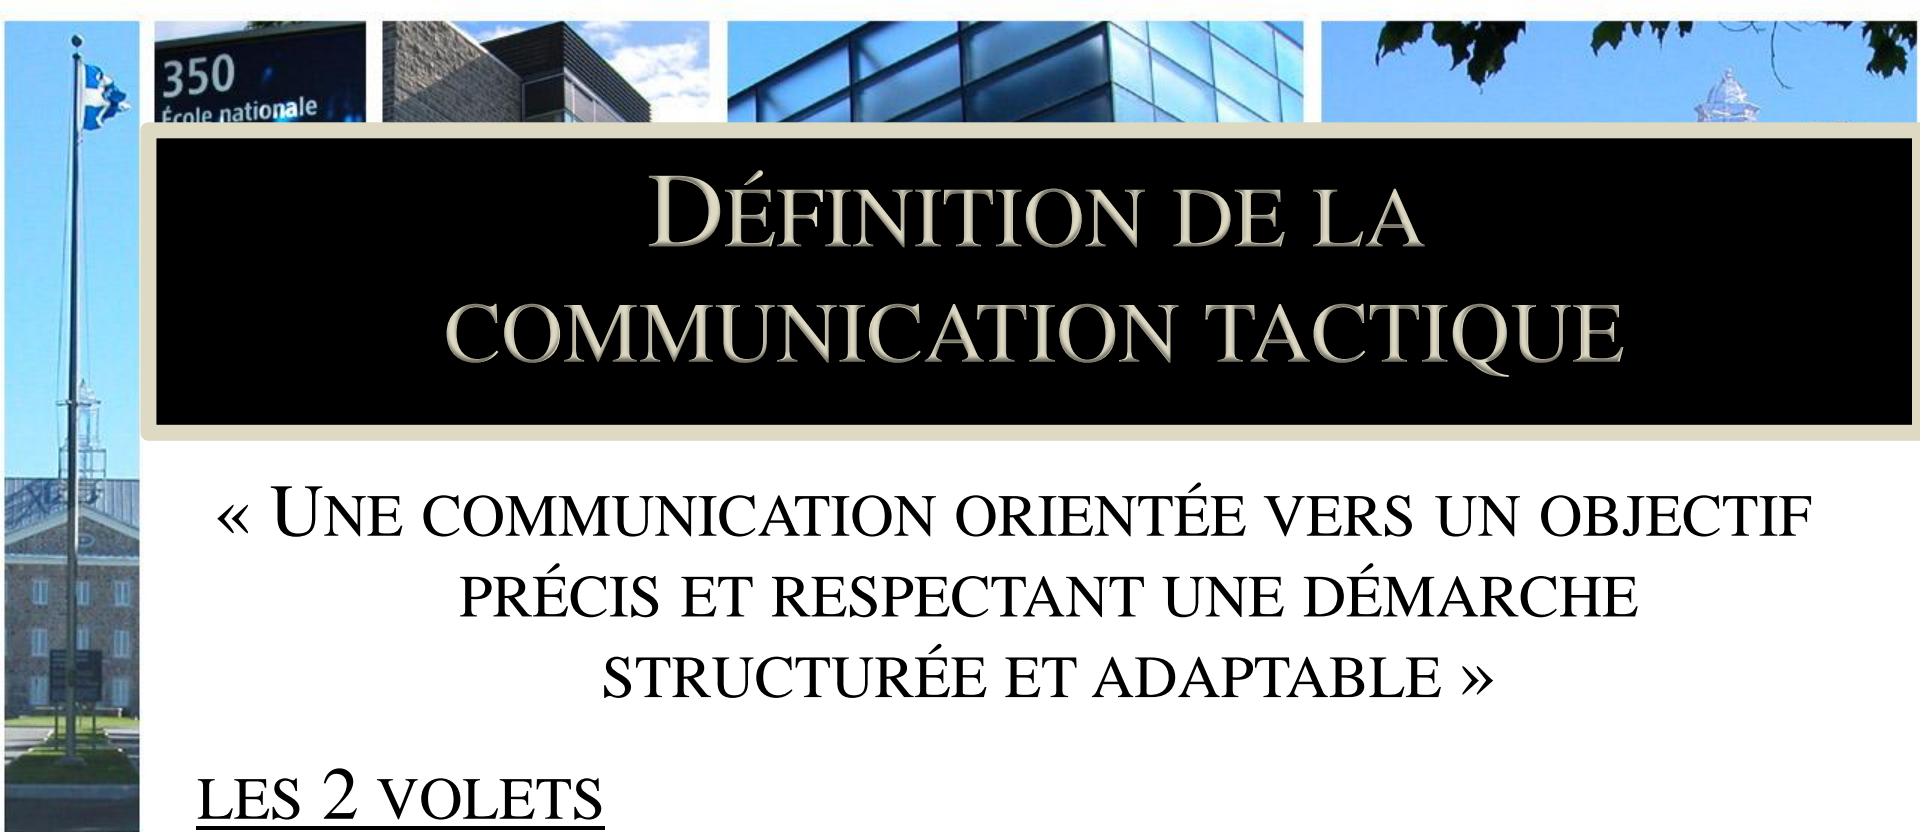 350
École nationale
DÉFINITION DE LA
COMMUNICATION TACTIQUE
« UNE COMMUNICATION ORIENTÉE VERS UN OBJECTIF
PRÉCIS ET RESPECTANT UNE DÉMARCHE
STRUCTURÉE ET ADAPTABLE »
LES 2 VOLETS